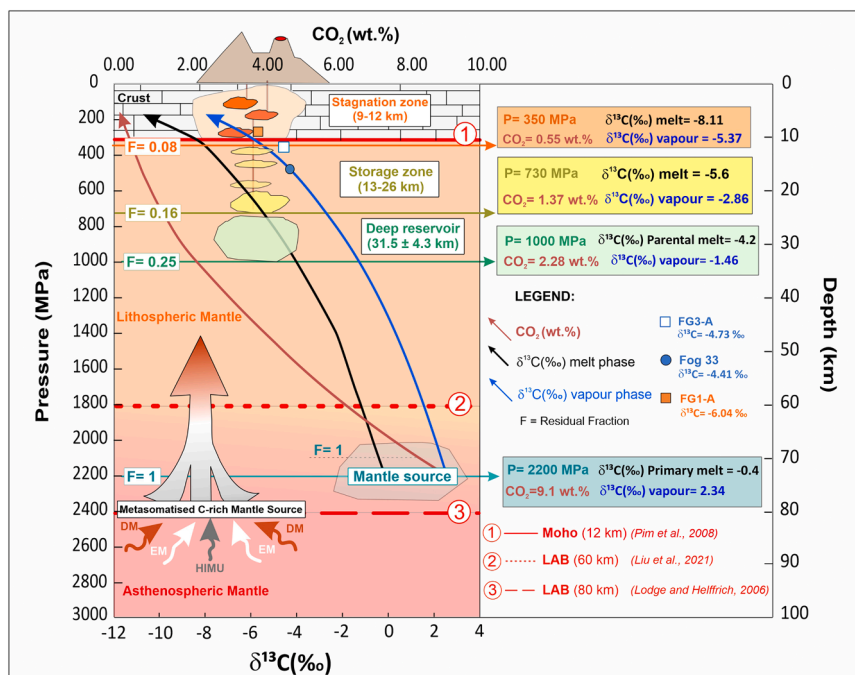 CO₂ (wt.%)
0.00 2.00 4.00 6.00 8.00 10.00
0 200 400 600 800 1000 1200 1400 1600 1800 2000 2200 2400 2600 2800 3000
Pressure (MPa)
Crust
Stagnation zone
(9-12 km)
1
F= 0.08
Storage zone
(13-26 km)
F= 0.16
Deep reservoir
(31.5 ± 4.3 km)
F= 0.25
Lithospheric Mantle
2
F= 1
F= 1
Mantle source
Metasomatised C-rich Mantle Source
3
DM
DM
EM
EM
HIMU
Asthenospheric Mantle
-12 -10 -8 -6 -4 -2 0 2 4
δ¹³C(‰)
P= 350 MPa δ¹³C(‰) melt= -8.11
CO₂= 0.55 wt.% δ¹³C(‰) vapour = -5.37
P= 730 MPa δ¹³C(‰) melt = -5.6
CO₂= 1.37 wt.% δ¹³C(‰) vapour = -2.86
P= 1000 MPa δ¹³C(‰) Parental melt= -4.2
CO₂= 2.28 wt.% δ¹³C(‰) vapour= -1.46
LEGEND:
CO₂ (wt.%)
δ¹³C(‰) melt phase
δ¹³C(‰) vapour phase
F = Residual Fraction
FG3-A
δ¹³C= -4.73 ‰
Fog 33
δ¹³C= -4.41 ‰
FG1-A
δ¹³C= -6.04 ‰
P= 2200 MPa δ¹³C(‰) Primary melt = -0.4
CO₂=9.1 wt.% δ¹³C(‰) vapour= 2.34
1 Moho (12 km) (Pim et al., 2008)
2 LAB (60 km) (Liu et al., 2021)
3 LAB (80 km) (Lodge and Helffrich, 2006)
0 10 20 30 40 50 60 70 80 90 100
Depth (km)